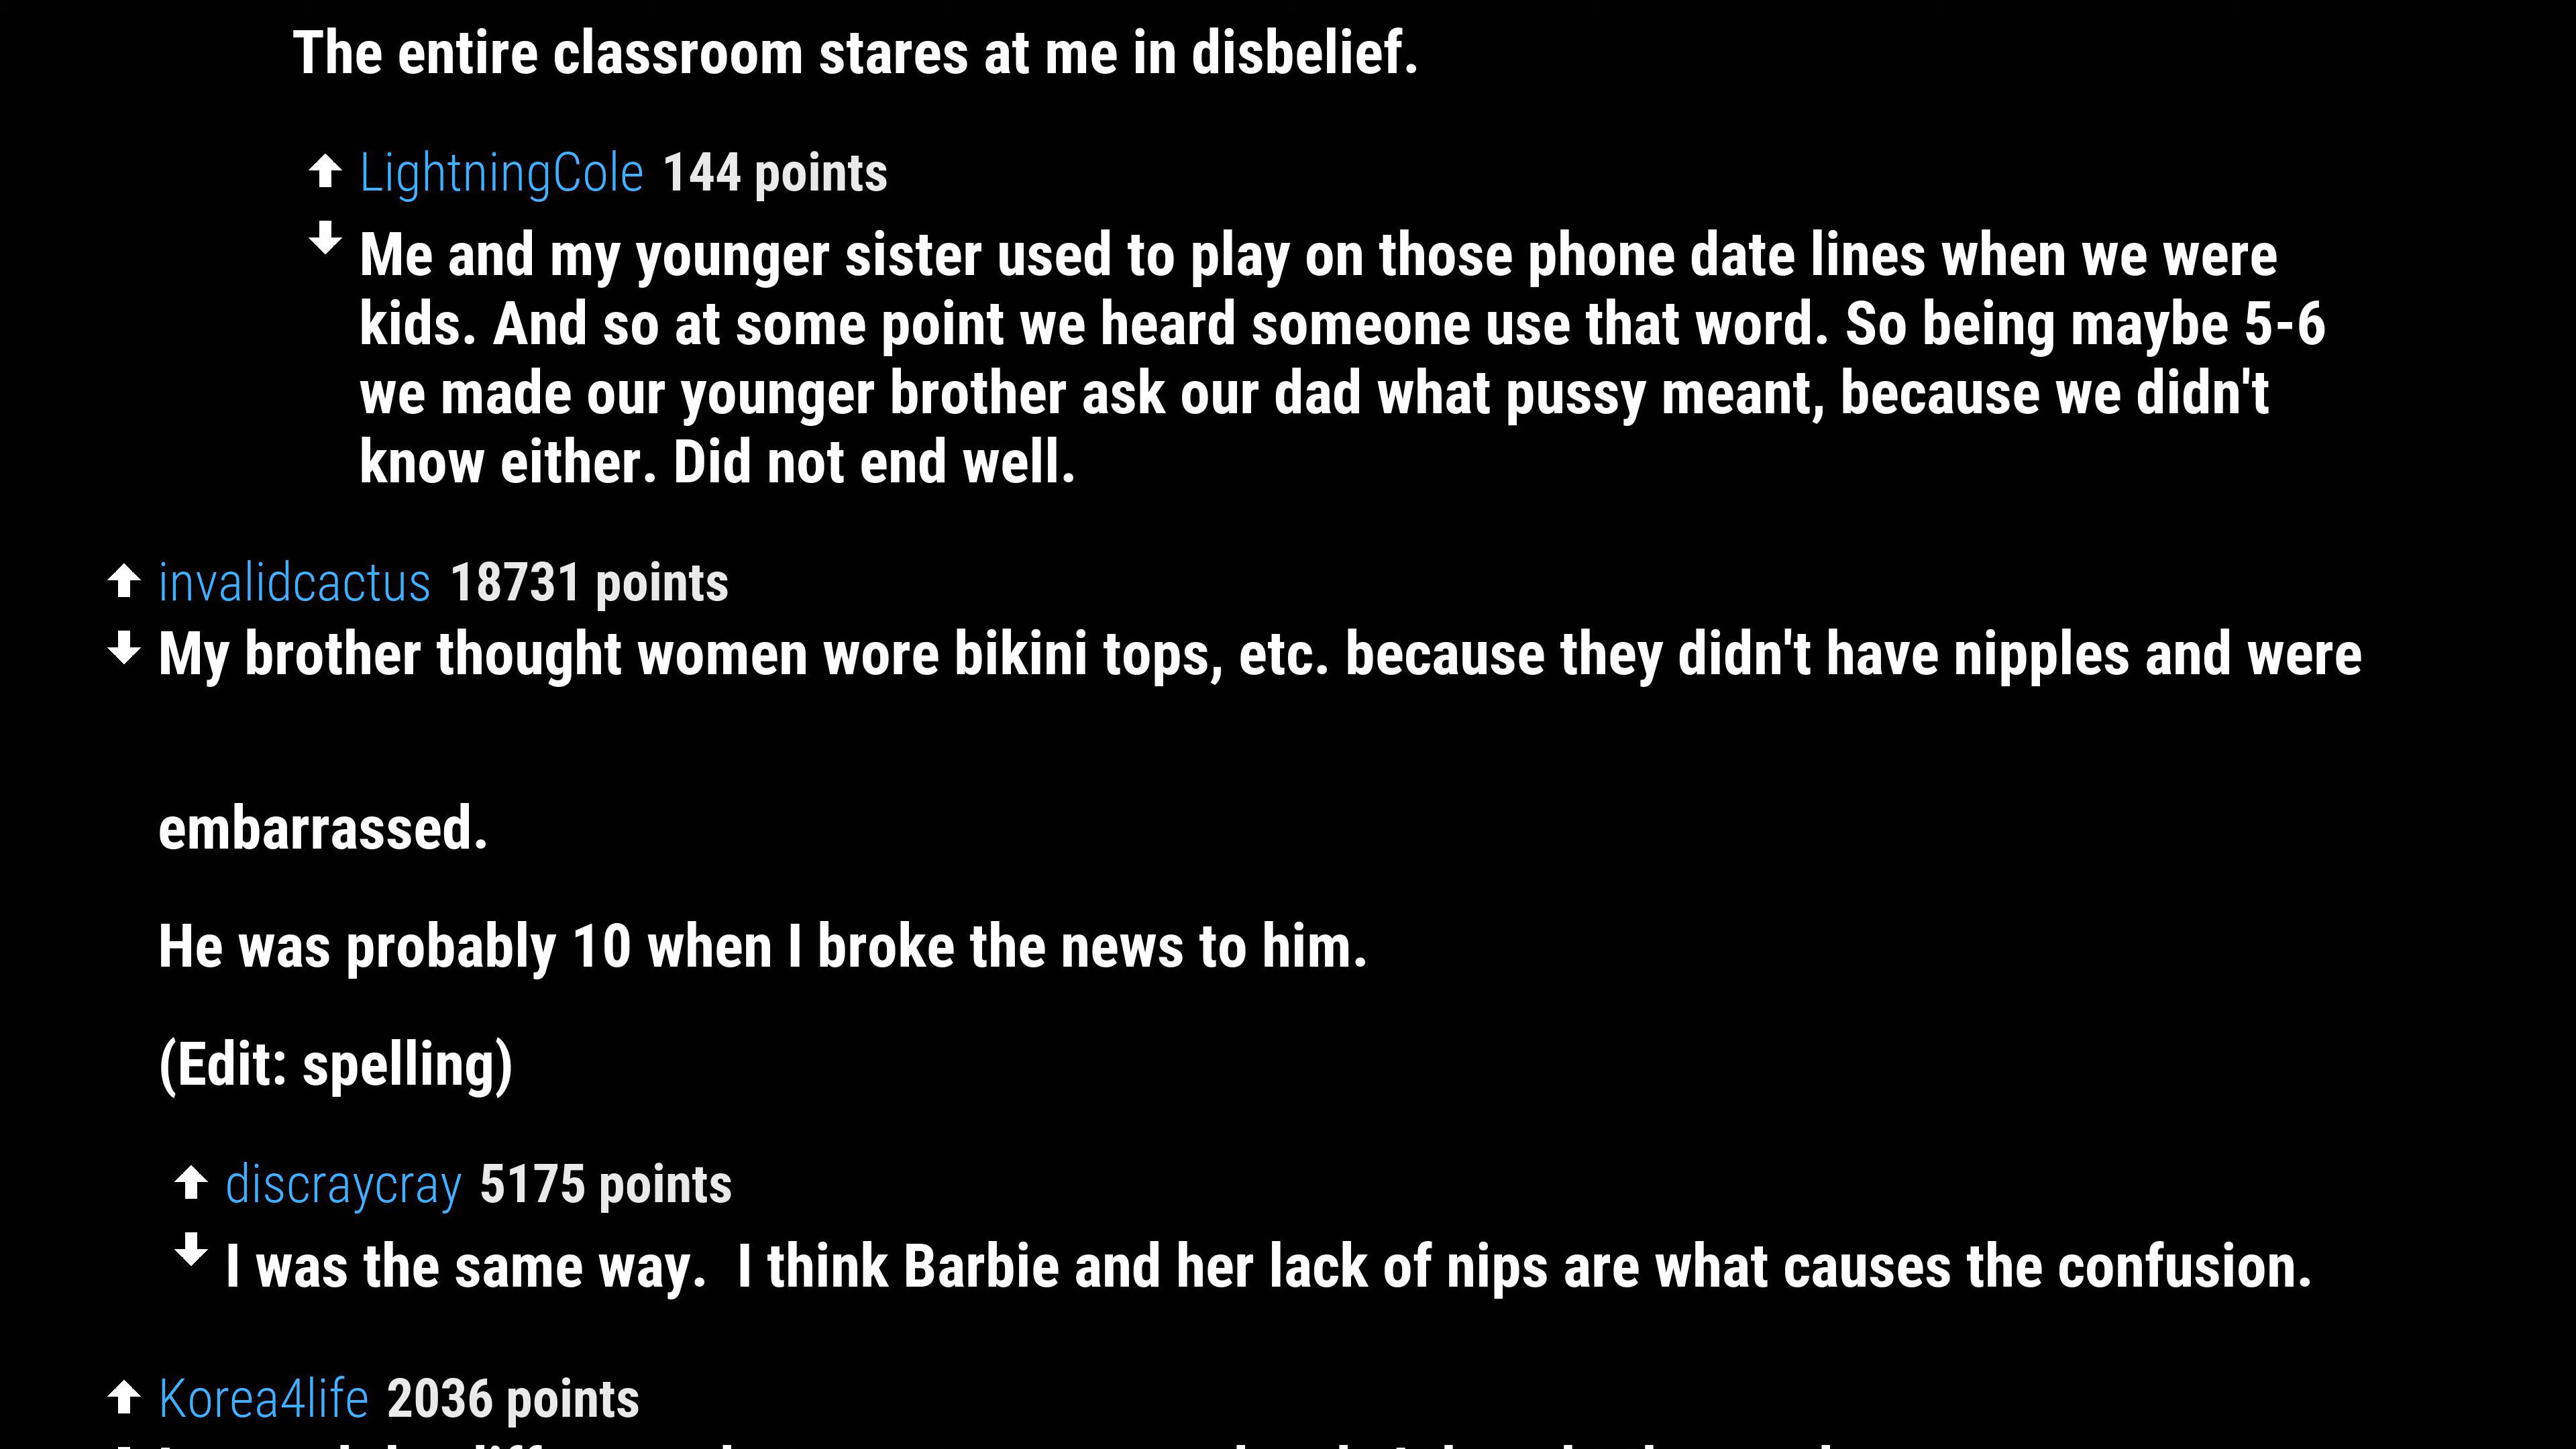 The entire classroom stares at me in disbelief.
LightningCole 144 points
Me and my younger sister used to play on those phone date lines when we were
kids. And so at some point we heard someone use that word. So being maybe 5-6
we made our younger brother ask our dad what pussy meant, because we didn't
know either. Did not end well.
invalidcactus 18731 points
My brother thought women wore bikini tops, etc. because they didn't have nipples and were
embarrassed.
He was probably 10 when I broke the news to him.
(Edit: spelling)
discraycray 5175 points
I was the same way.  I think Barbie and her lack of nips are what causes the confusion.
Korea4life 2036 points